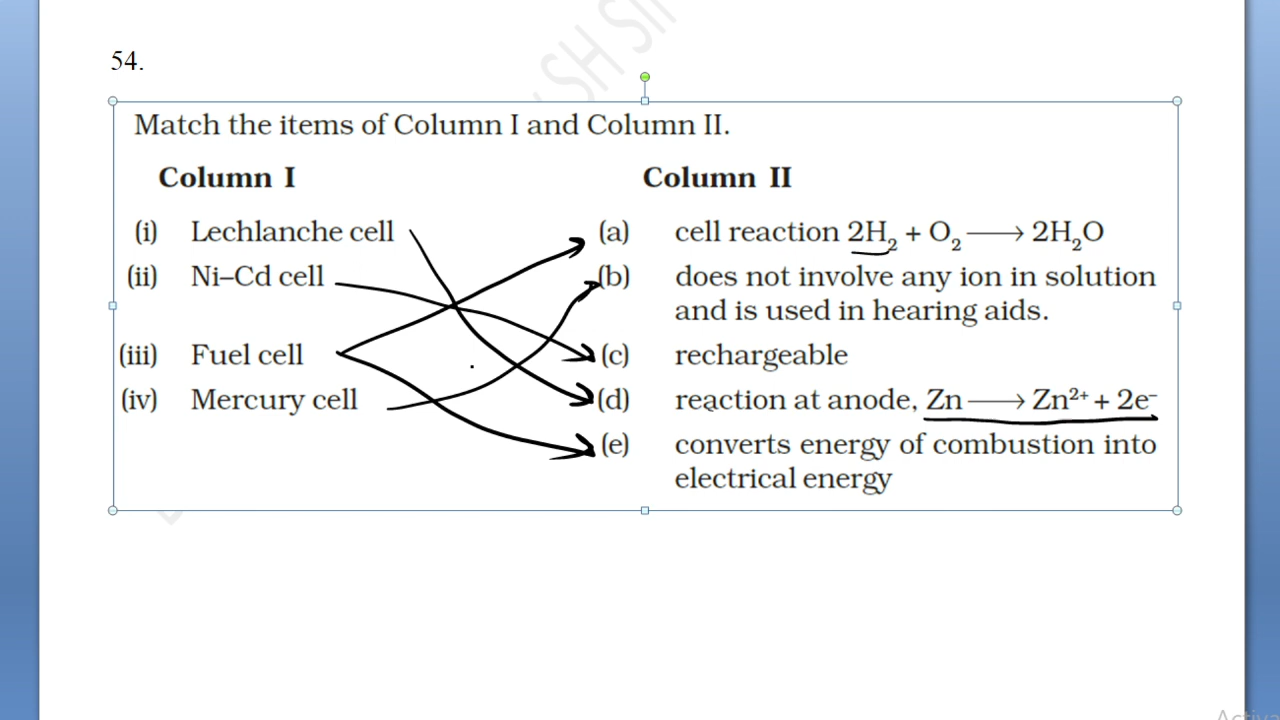 SH SIN
54.
Match the items of Column I and Column II.
Column I Column II
(i) Lechlanche cell (a) cell reaction 2H₂ + O₂ ⟶ 2H₂O
(ii) Ni–Cd cell (b) does not involve any ion in solution
and is used in hearing aids.
(iii) Fuel cell (c) rechargeable
(iv) Mercury cell (d) reaction at anode, Zn ⟶ Zn²⁺ + 2e⁻
(e) converts energy of combustion into
electrical energy